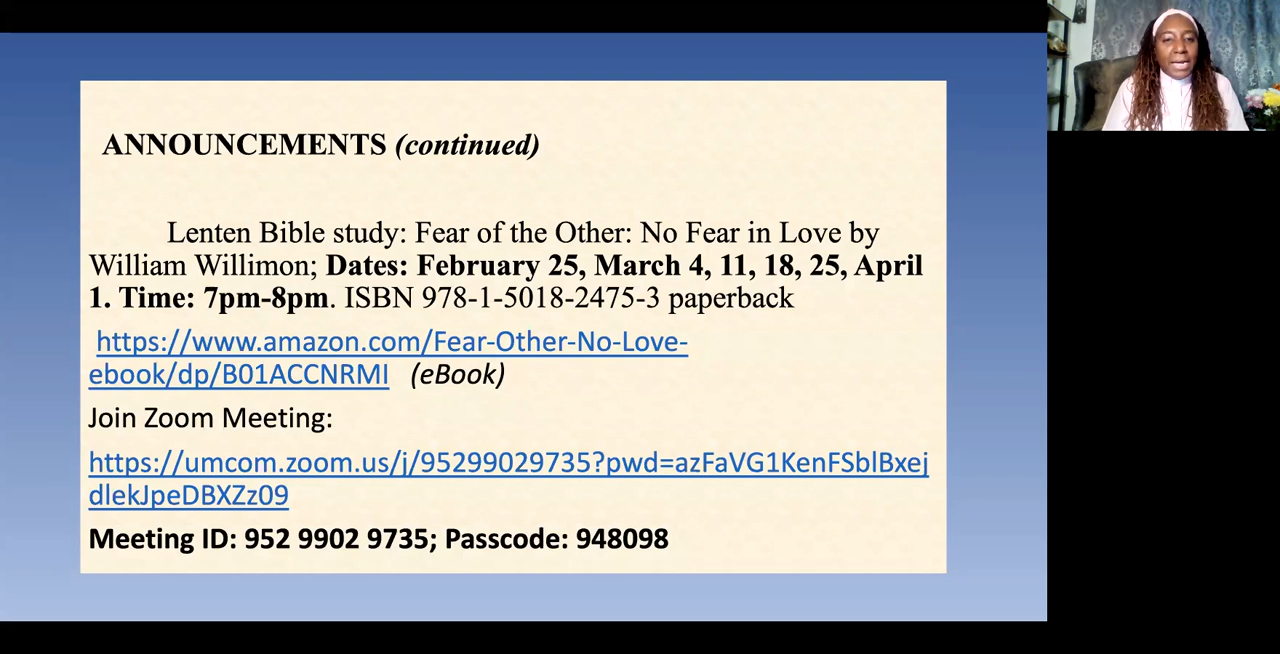 ANNOUNCEMENTS (continued)
Lenten Bible study: Fear of the Other: No Fear in Love by
William Willimon; Dates: February 25, March 4, 11, 18, 25, April
1. Time: 7pm-8pm. ISBN 978-1-5018-2475-3 paperback
https://www.amazon.com/Fear-Other-No-Love-
ebook/dp/B01ACCNRMI (eBook)
Join Zoom Meeting:
https://umcom.zoom.us/j/95299029735?pwd=azFaVG1KenFSblBxej
dlekJpeDBXZz09
Meeting ID: 952 9902 9735; Passcode: 948098